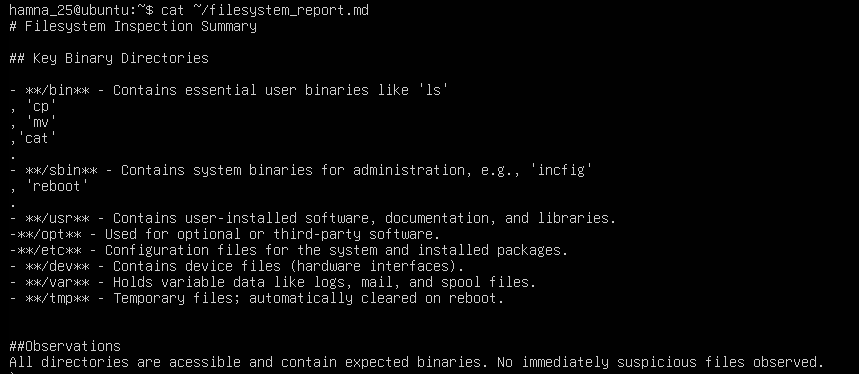 hamna_25@ubuntu:~$ cat ~/filesystem_report.md
# Filesystem Inspection Summary
## Key Binary Directories
- **/bin** - Contains essential user binaries like 'ls'
, 'cp'
, 'mv'
,'cat'
.
- **/sbin** - Contains system binaries for administration, e.g., 'incfig'
, 'reboot'
.
- **/usr** - Contains user-installed software, documentation, and libraries.
-**/opt** - Used for optional or third-party software.
-**/etc** - Configuration files for the system and installed packages.
- **/dev** - Contains device files (hardware interfaces).
- **/var** - Holds variable data like logs, mail, and spool files.
- **/tmp** - Temporary files; automatically cleared on reboot.
##Observations
All directories are acessible and contain expected binaries. No immediately suspicious files observed.